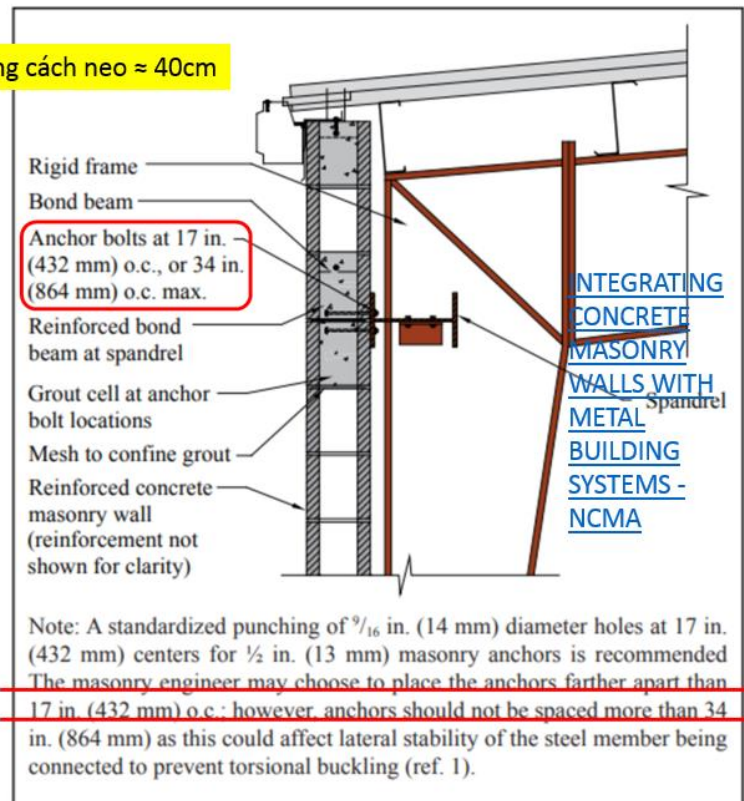 ng cách neo ≈ 40cm
Rigid frame
Bond beam
Anchor bolts at 17 in.
(432 mm) o.c., or 34 in.
(864 mm) o.c. max.
Reinforced bond
beam at spandrel
Grout cell at anchor
bolt locations
Mesh to confine grout
Reinforced concrete
masonry wall
(reinforcement not
shown for clarity)
INTEGRATING
CONCRETE
MASONRY
WALLS WITH
METAL
BUILDING
SYSTEMS -
NCMA
Spandrel
Note: A standardized punching of 9/16 in. (14 mm) diameter holes at 17 in.
(432 mm) centers for ½ in. (13 mm) masonry anchors is recommended
The masonry engineer may choose to place the anchors farther apart than
17 in. (432 mm) o.c.; however, anchors should not be spaced more than 34
in. (864 mm) as this could affect lateral stability of the steel member being
connected to prevent torsional buckling (ref. 1).